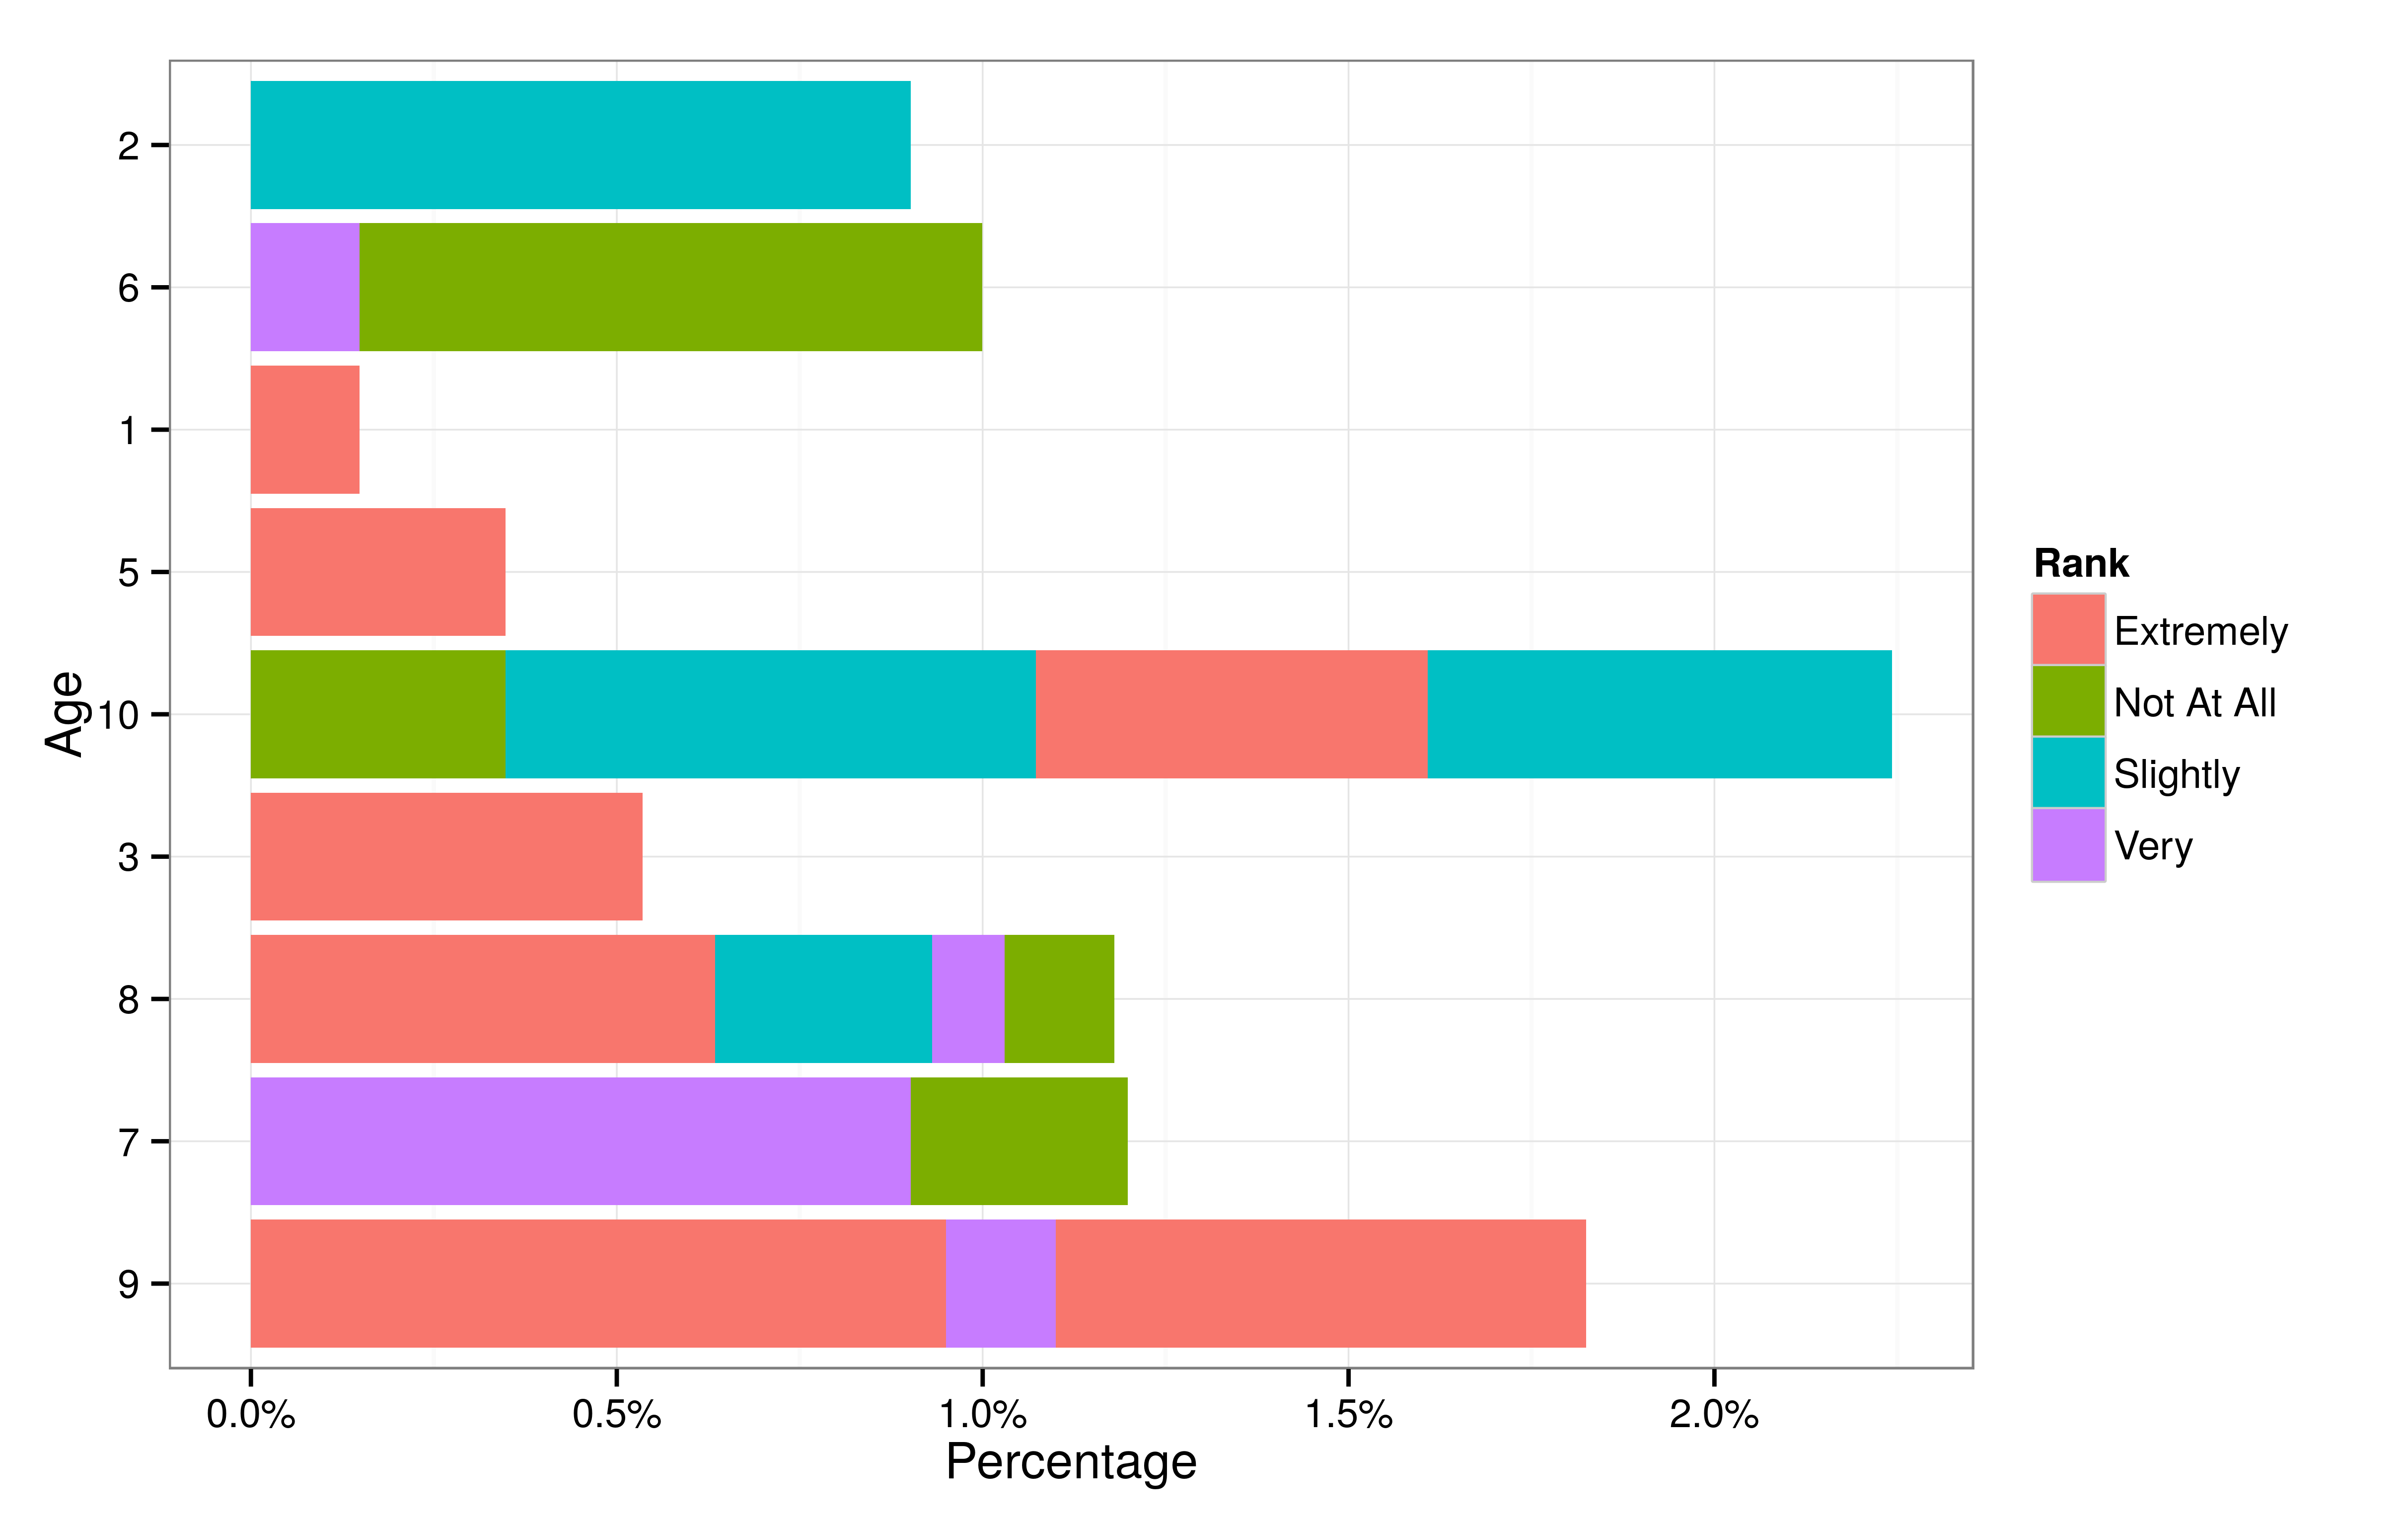 2
6
1
5
10
3
8
7
9
Age
0.0% 0.5% 1.0% 1.5% 2.0%
Percentage
Rank
Extremely
Not At All
Slightly
Very